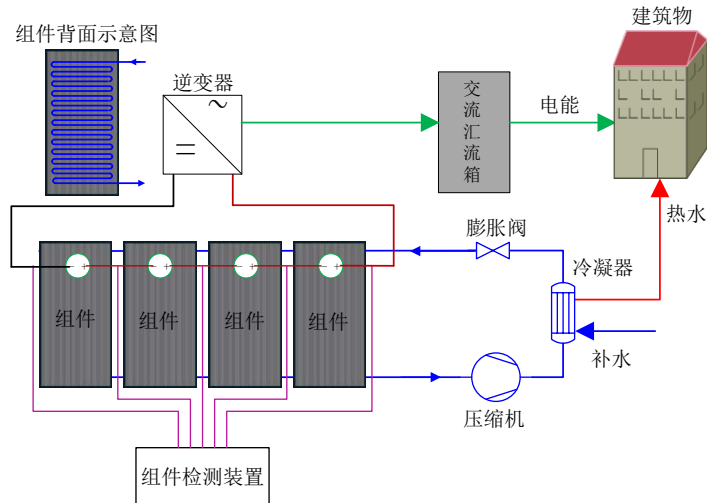 组件背面示意图
建筑物
逆变器
交流汇流箱
电能
热水
膨胀阀
冷凝器
组件
组件
组件
组件
补水
压缩机
组件检测装置